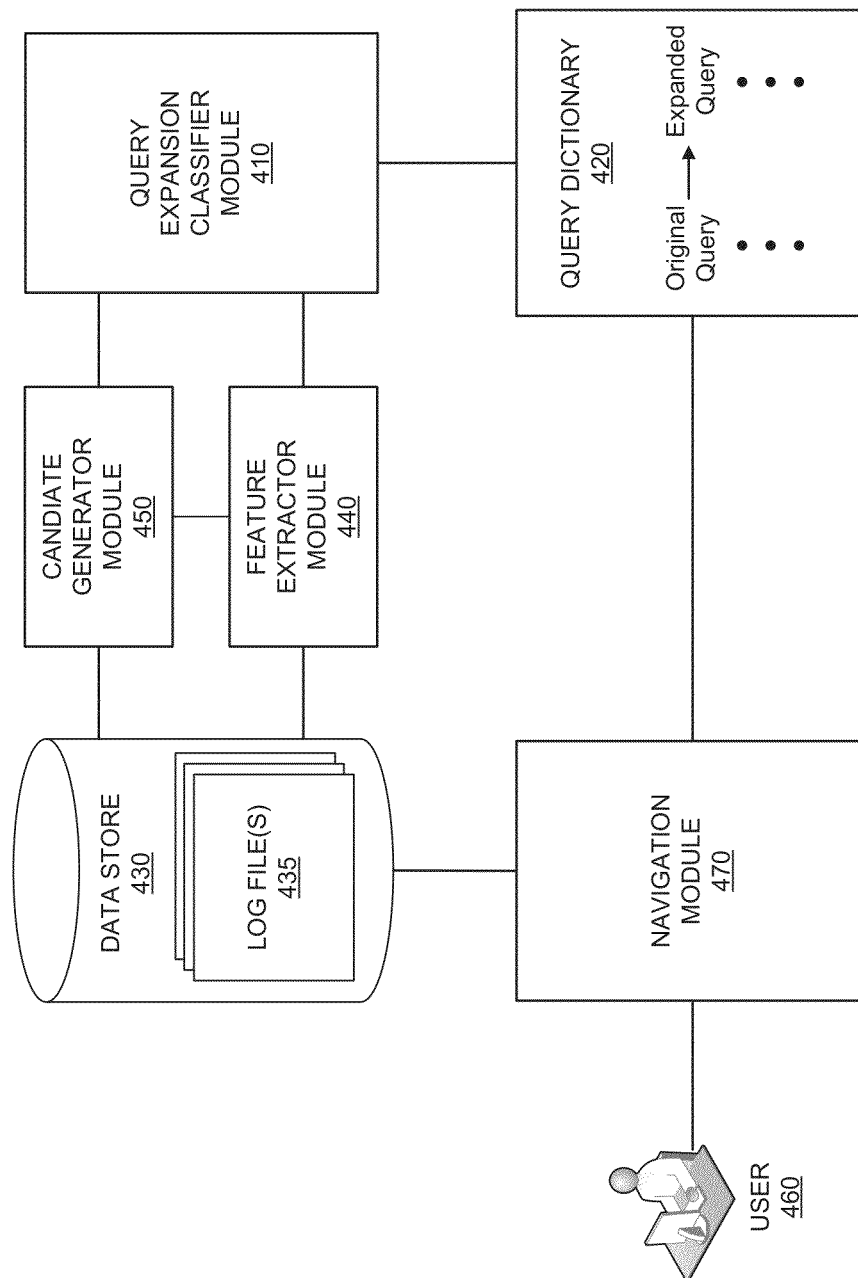 DATA STORE
430
LOG FILE(S)
435
CANDIATE
GENERATOR
MODULE
450
FEATURE
EXTRACTOR
MODULE
440
QUERY
EXPANSION
CLASSIFIER
MODULE
410
USER
460
NAVIGATION
MODULE
470
QUERY DICTIONARY
420
Original
Query
Expanded
Query